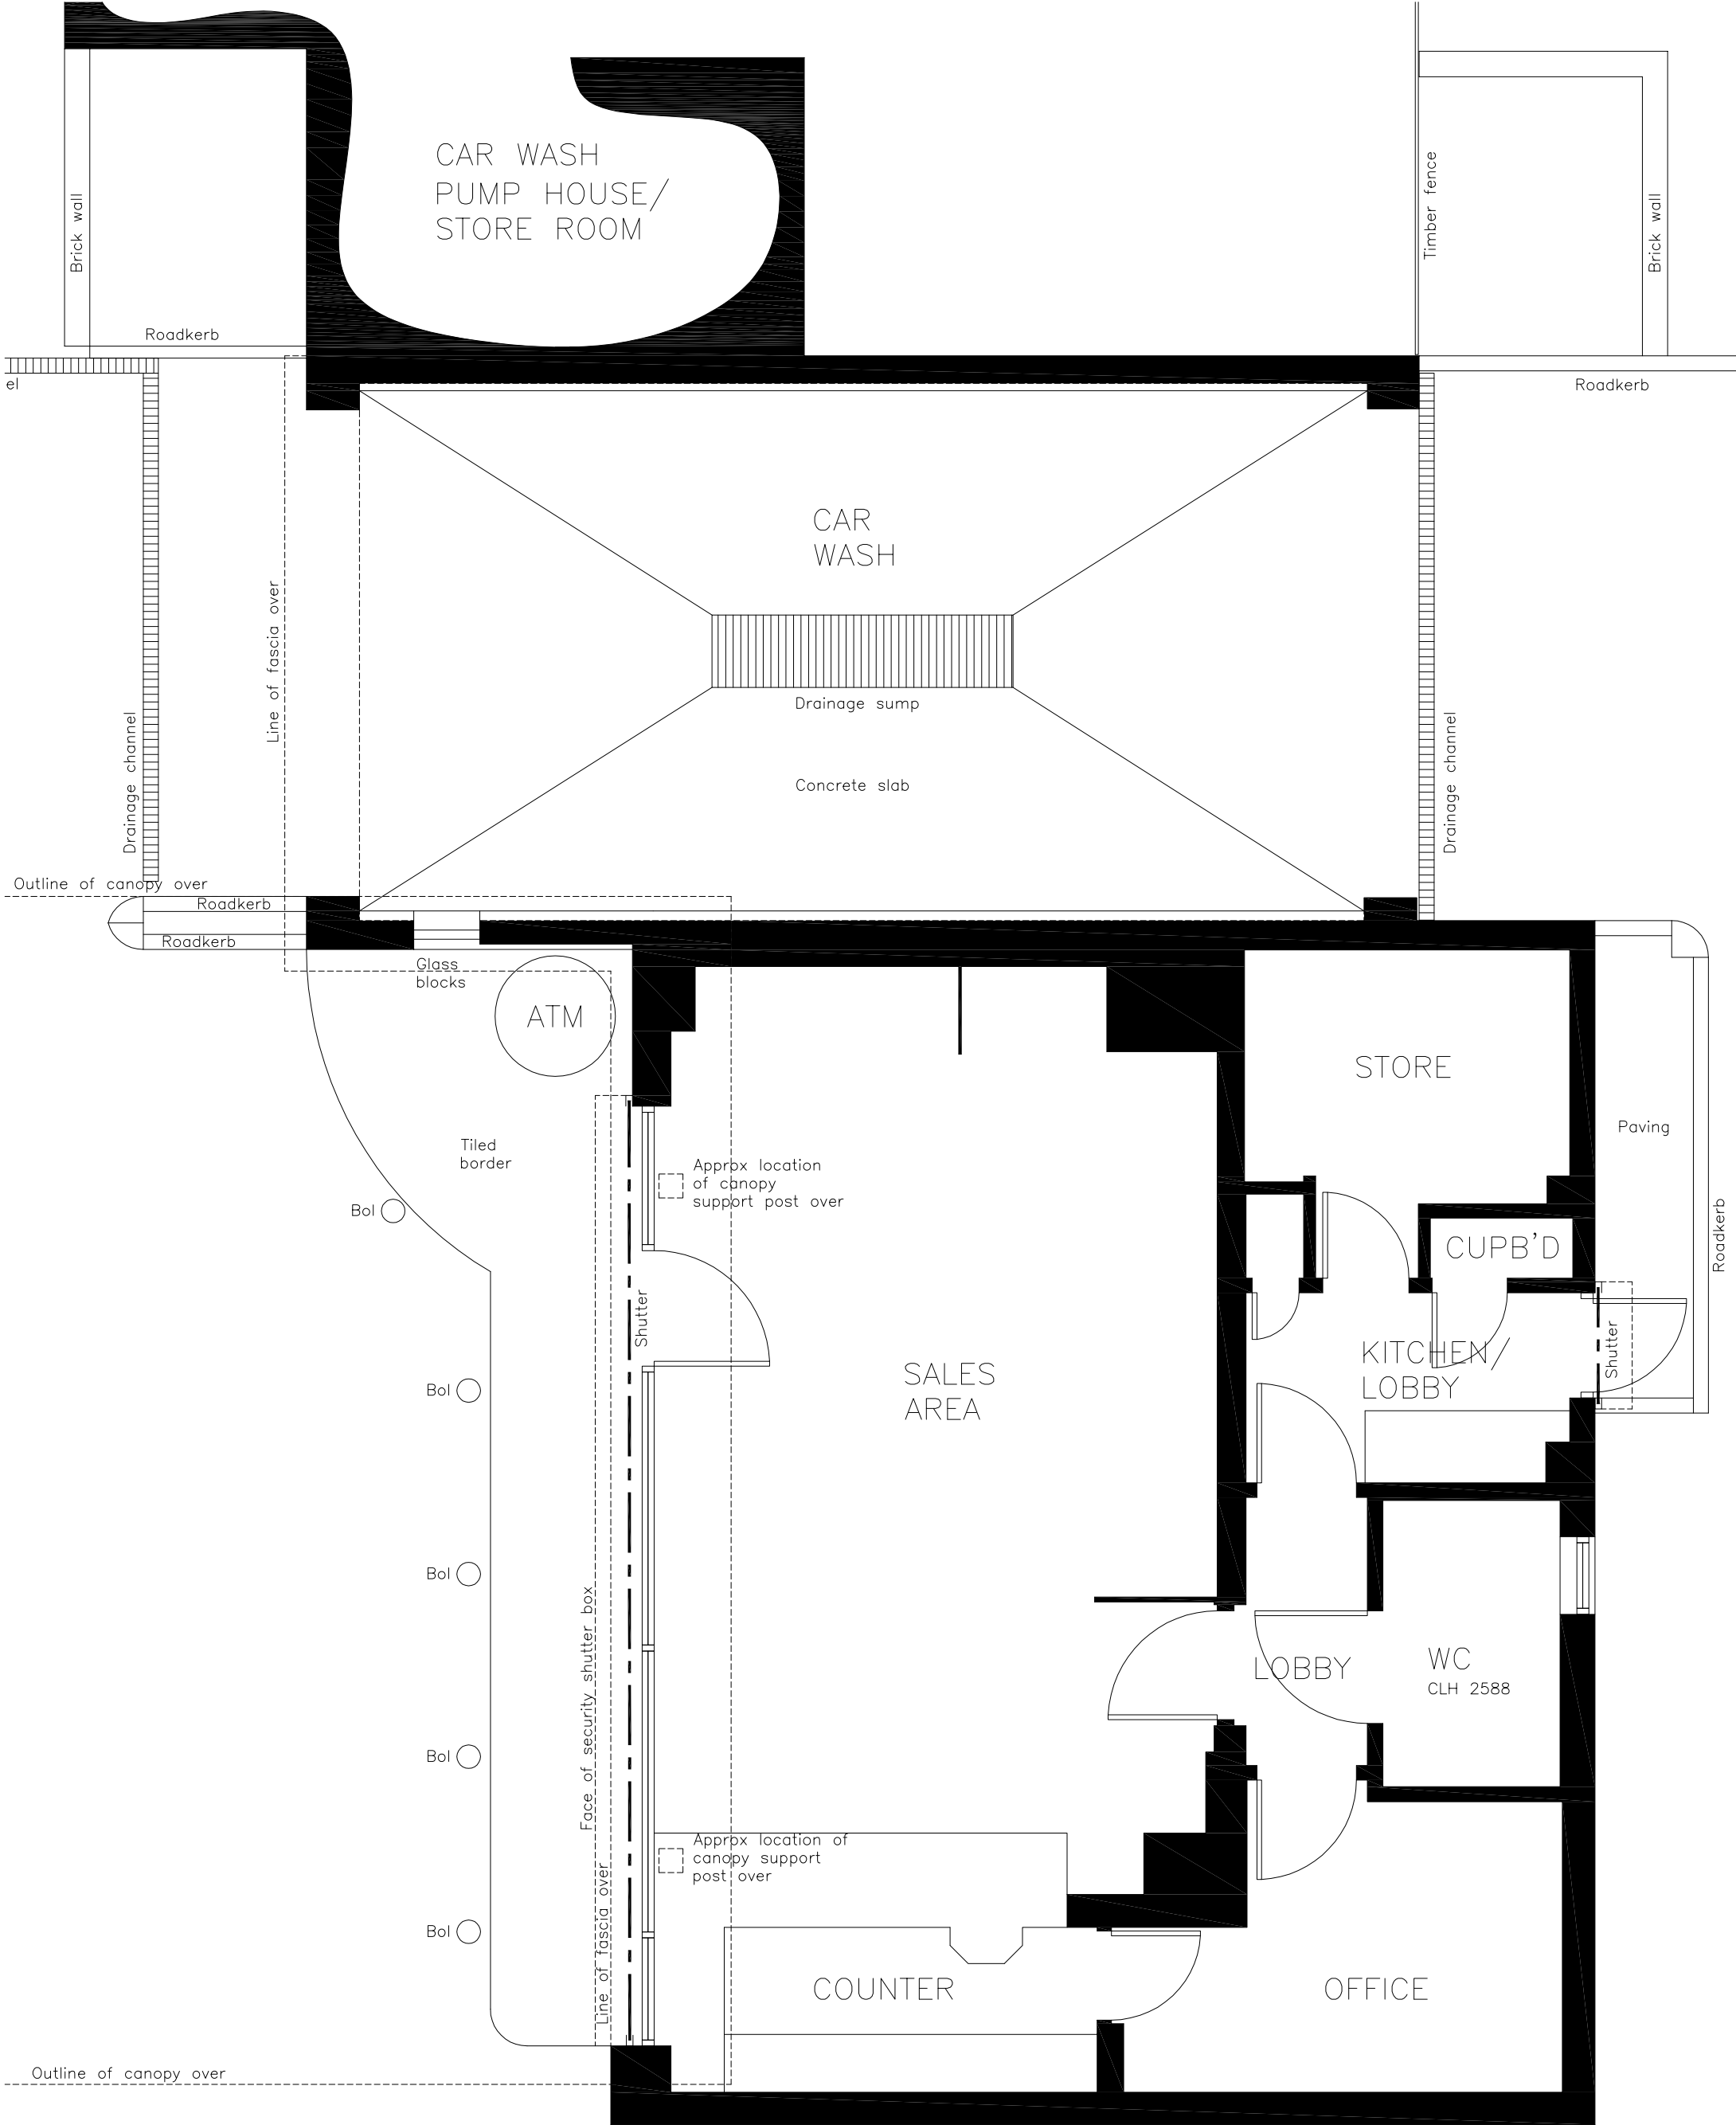 CAR WASH
PUMP HOUSE/
STORE ROOM
Brick wall
Timber fence
Brick wall
Roadkerb
el
Roadkerb
CAR
WASH
Line of fascia over
Drainage sump
Drainage channel
Drainage channel
Concrete slab
Outline of canopy over
Roadkerb
Roadkerb
Glass
blocks
ATM
STORE
Paving
Tiled
border
Approx location
of canopy
support post over
Bol
Roadkerb
CUPB'D
Shutter
Shutter
KITCHEN/
LOBBY
SALES
AREA
Bol
Bol
Face of security shutter box
LOBBY
WC
CLH 2588
Bol
Approx location of
canopy support
post over
Line of fascia over
Bol
COUNTER
OFFICE
Outline of canopy over